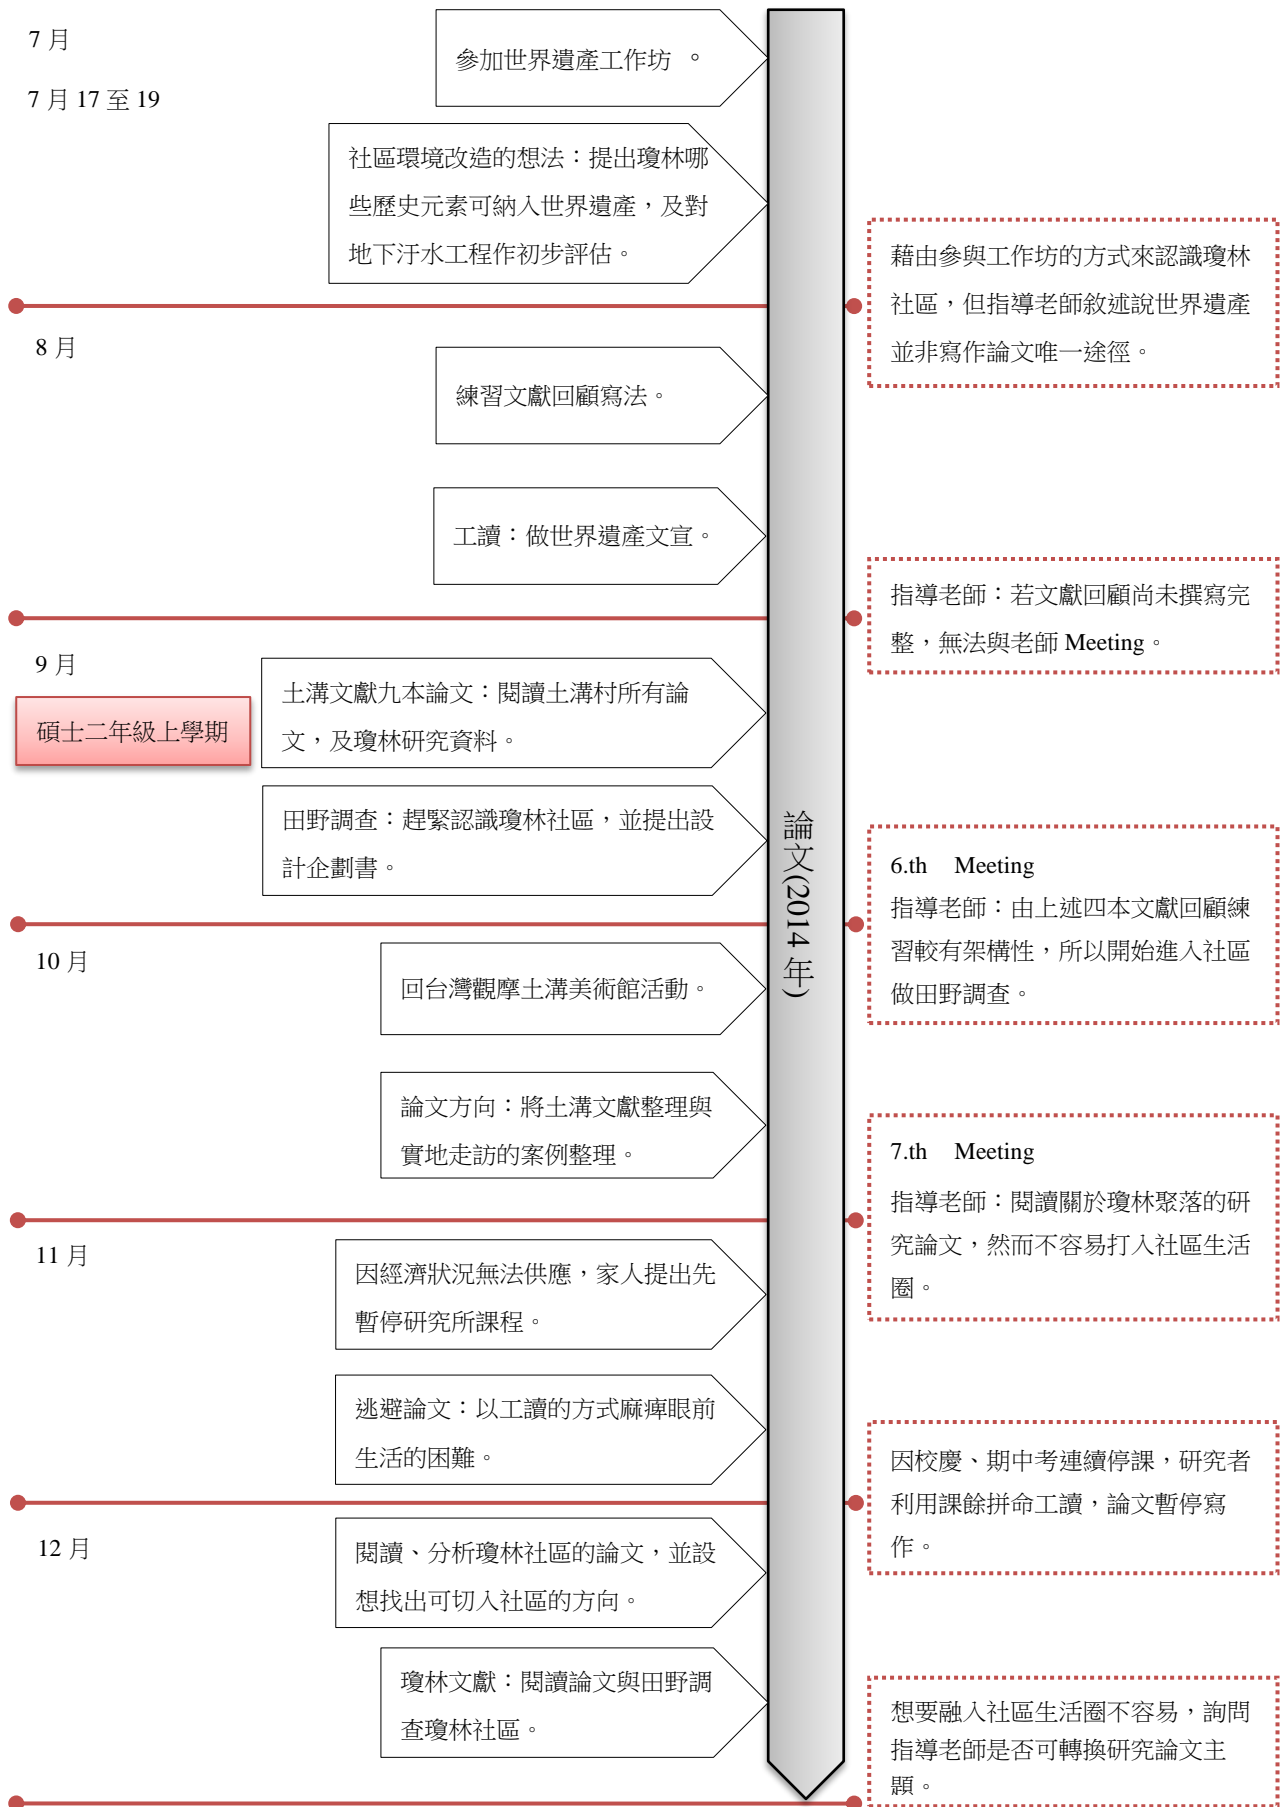 7 月
7 月 17 至 19
參加世界遺產工作坊 。
社區環境改造的想法：提出瓊林哪
些歷史元素可納入世界遺產，及對
地下汙水工程作初步評估。
藉由參與工作坊的方式來認識瓊林
社區，但指導老師敘述說世界遺產
並非寫作論文唯一途徑。
8 月
練習文獻回顧寫法。
工讀：做世界遺產文宣。
指導老師：若文獻回顧尚未撰寫完
整，無法與老師 Meeting。
9 月
碩士二年級上學期
土溝文獻九本論文：閱讀土溝村所有論
文，及瓊林研究資料。
田野調查：趕緊認識瓊林社區，並提出設
計企劃書。
論文(2014 年)
6.th Meeting
指導老師：由上述四本文獻回顧練
習較有架構性，所以開始進入社區
做田野調查。
10 月
回台灣觀摩土溝美術館活動。
論文方向：將土溝文獻整理與
實地走訪的案例整理。
7.th Meeting
指導老師：閱讀關於瓊林聚落的研
究論文，然而不容易打入社區生活
圈。
11 月
因經濟狀況無法供應，家人提出先
暫停研究所課程。
逃避論文：以工讀的方式麻痺眼前
生活的困難。
因校慶、期中考連續停課，研究者
利用課餘拼命工讀，論文暫停寫
作。
12 月
閱讀、分析瓊林社區的論文，並設
想找出可切入社區的方向。
瓊林文獻：閱讀論文與田野調
查瓊林社區。
想要融入社區生活圈不容易，詢問
指導老師是否可轉換研究論文主
題。